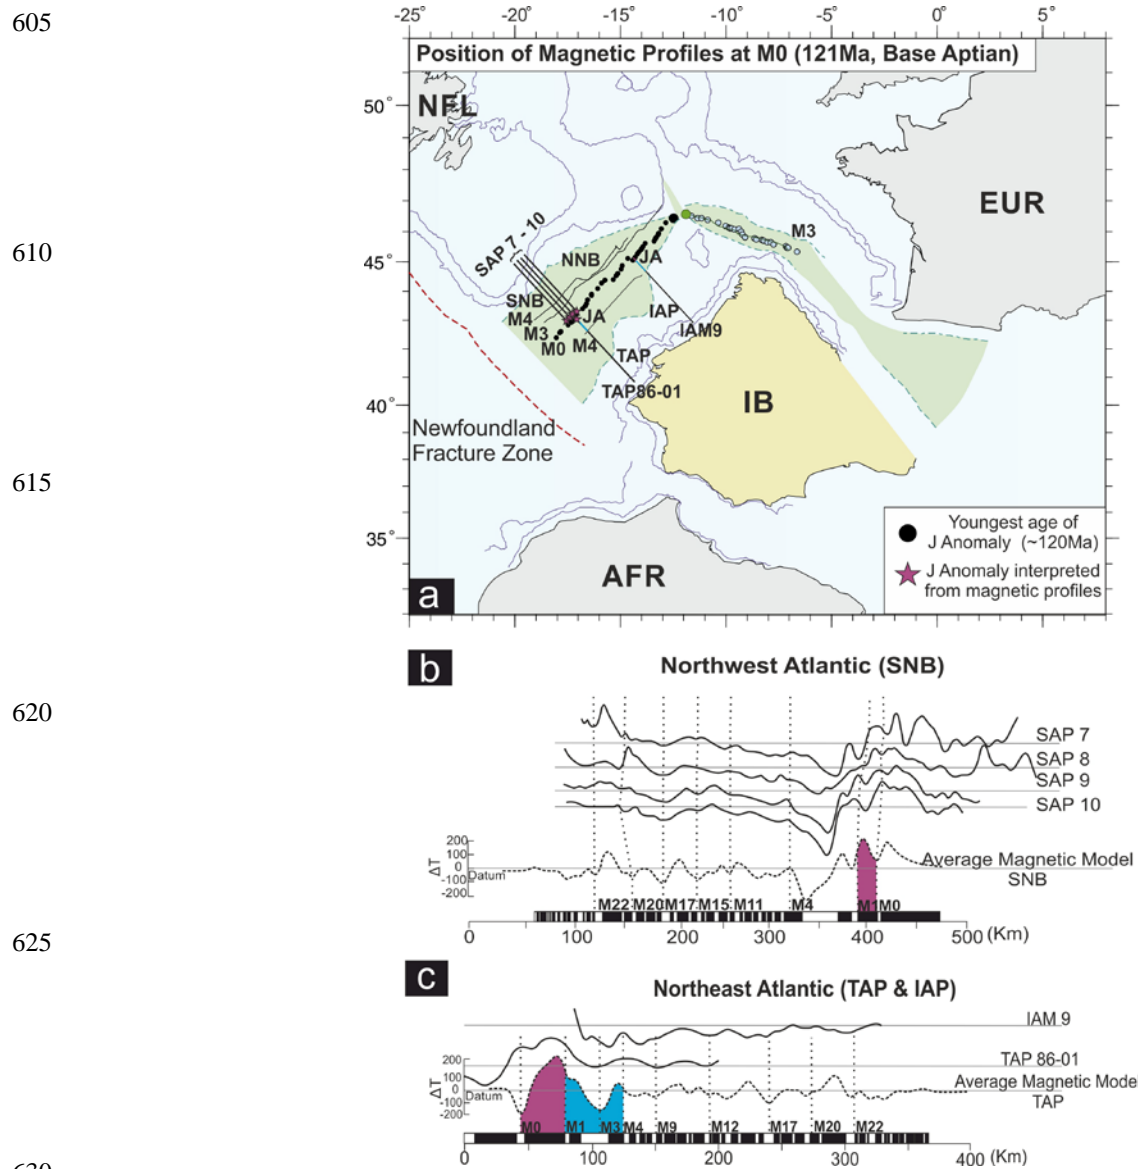 605
-25° -20° -15° -10° -5° 0° 5°
Position of Magnetic Profiles at M0 (121Ma, Base Aptian)
50°
NFL
EUR
M3
610
SAP 7 - 10
NNB
JA
45°
SNB
M4
JA
IAP
M3
IAM9
M0
M4
TAP
TAP86-01
40°
IB
Newfoundland
Fracture Zone
615
Youngest age of
J Anomaly (~120Ma)
35°
AFR
J Anomaly interpreted
from magnetic profiles
a
b
Northwest Atlantic (SNB)
620
SAP 7
SAP 8
SAP 9
SAP 10
ΔT
200
100
0
-100
-200
Datum
Average Magnetic Model
SNB
M22 M20 M17 M15 M11 M4 M1 M0
0 100 200 300 400 500 (Km)
625
c
Northeast Atlantic (TAP & IAP)
IAM 9
TAP 86-01
ΔT
200
100
0
-100
-200
Datum
Average Magnetic Model
TAP
M0 M1 M3 M4 M9 M12 M17 M20 M22
0 100 200 300 400 (Km)
630